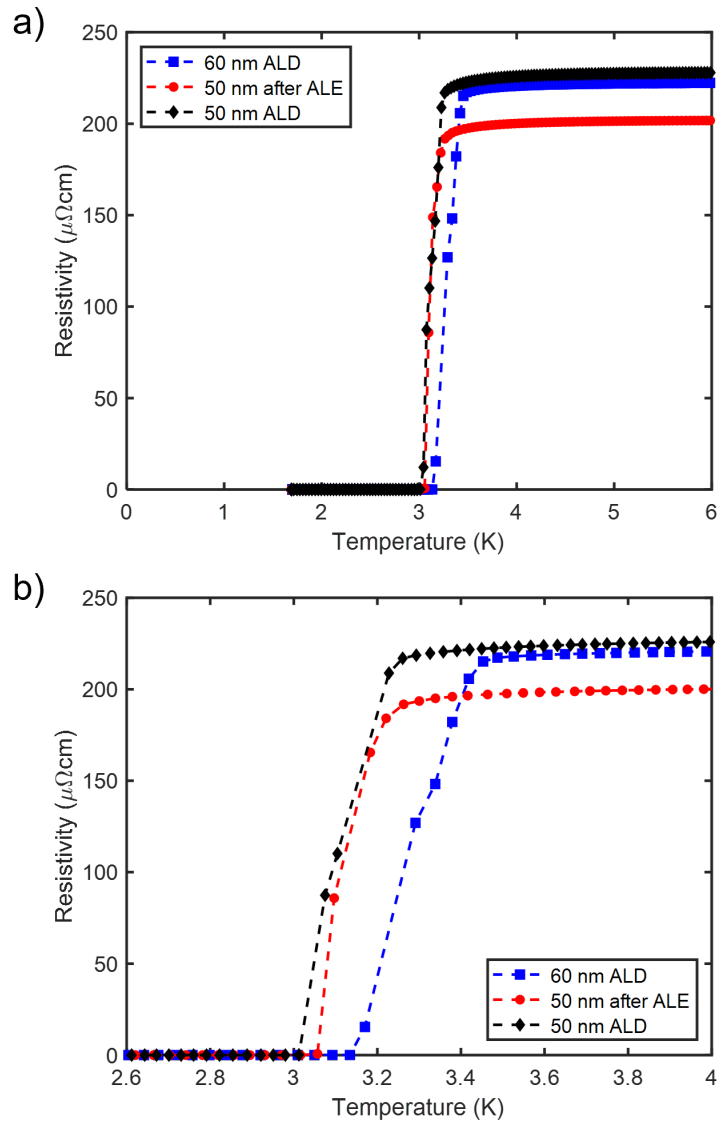 a)
250
200
150
100
50
0
Resistivity (μΩcm)
60 nm ALD
50 nm after ALE
50 nm ALD
0 1 2 3 4 5 6
Temperature (K)
b)
250
200
150
100
50
0
Resistivity (μΩcm)
60 nm ALD
50 nm after ALE
50 nm ALD
2.6 2.8 3 3.2 3.4 3.6 3.8 4
Temperature (K)